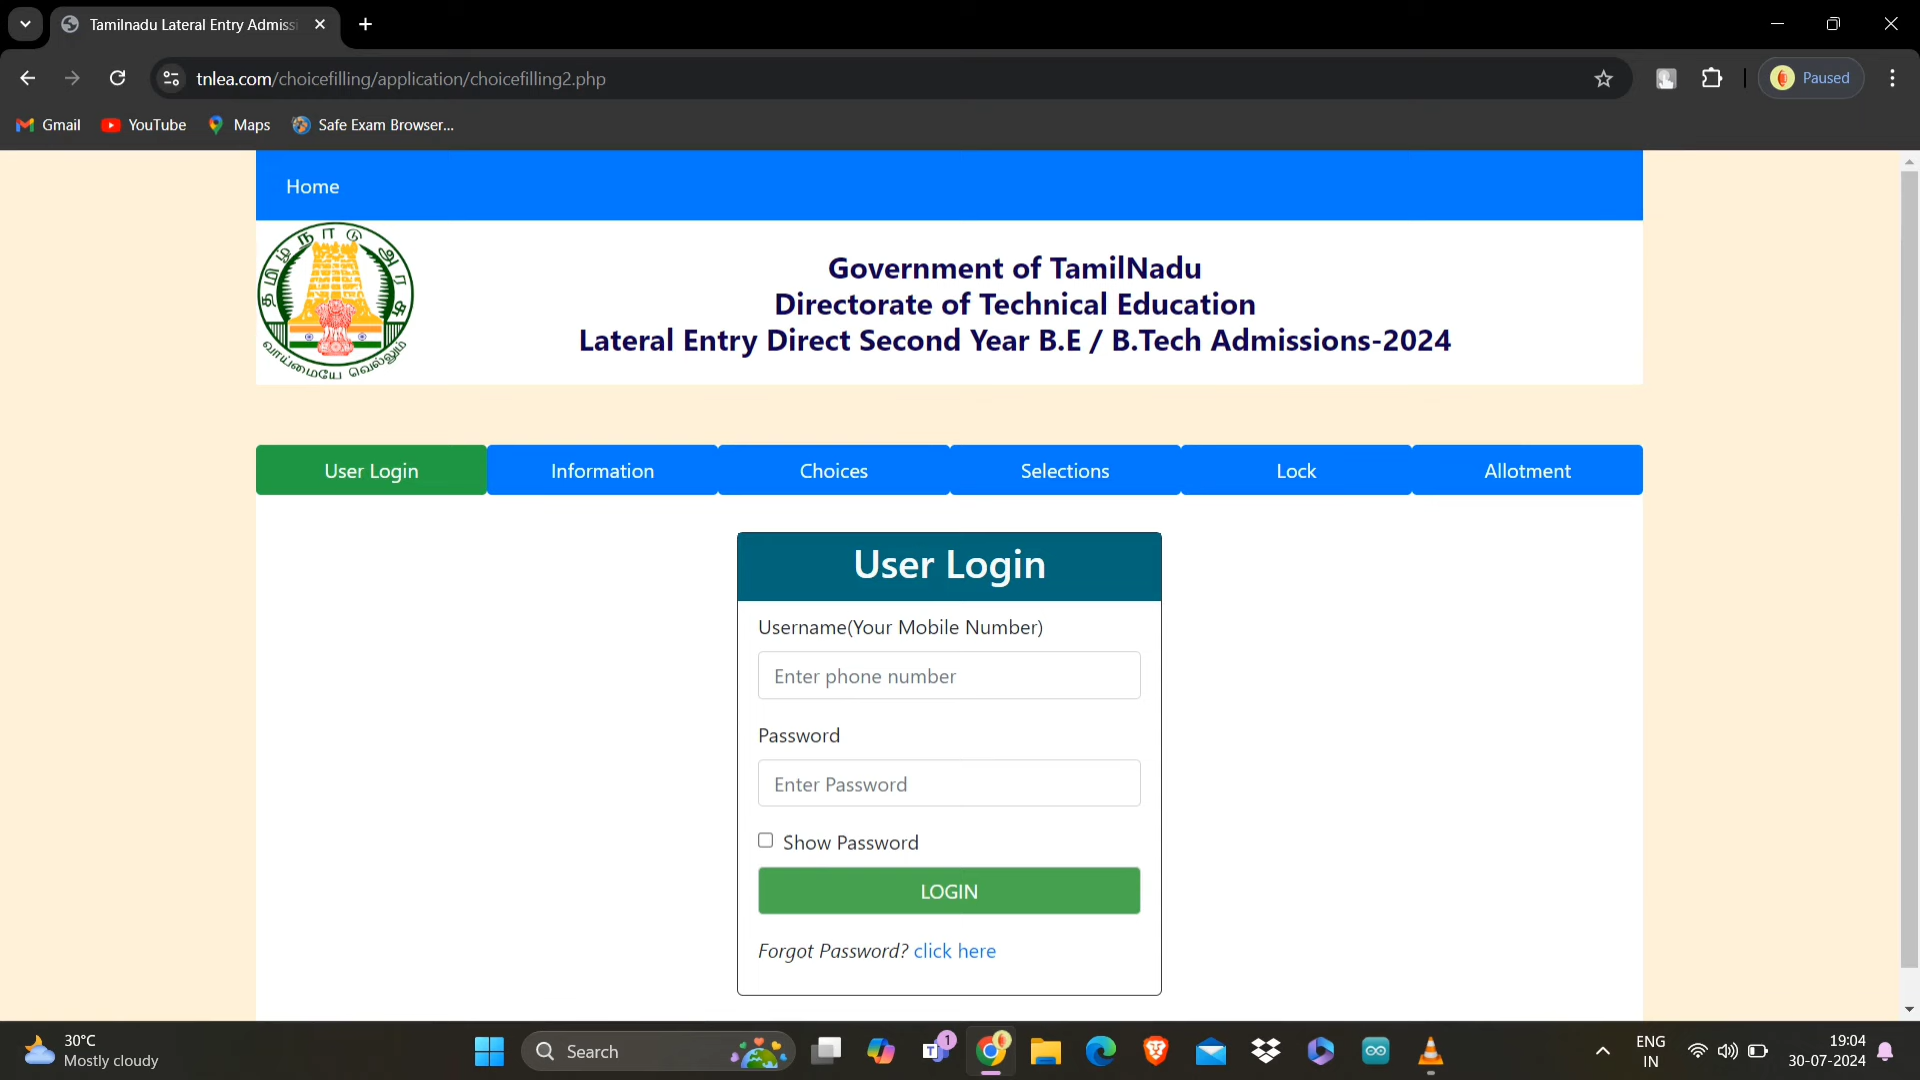 Tamilnadu Lateral Entry Admissi
tnlea.com/choicefilling/application/choicefilling2.php
Paused
Gmail
YouTube
Maps
Safe Exam Browser...
Home
தமிழ்நாடு அரசு
வாய்மையே வெல்லும்
Government of TamilNadu
Directorate of Technical Education
Lateral Entry Direct Second Year B.E / B.Tech Admissions-2024
User Login
Information
Choices
Selections
Lock
Allotment
User Login
Username(Your Mobile Number)
Enter phone number
Password
Enter Password
Show Password
LOGIN
Forgot Password? click here
30°C
Mostly cloudy
Search
1
ENG
IN
19:04
30-07-2024